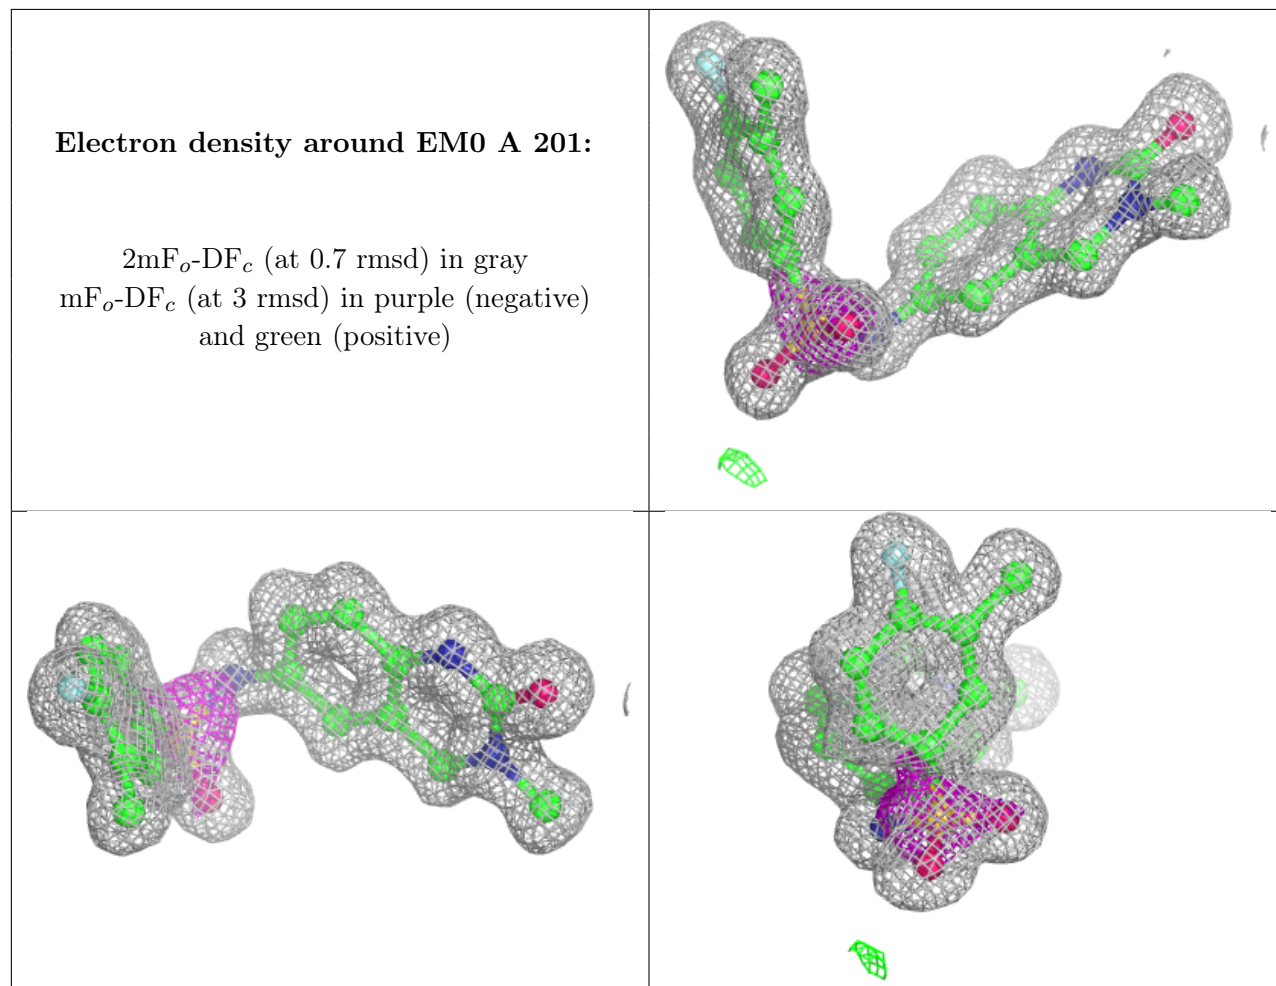 Electron density around EM0 A 201:
2mFo-DFc (at 0.7 rmsd) in gray
mFo-DFc (at 3 rmsd) in purple (negative)
and green (positive)